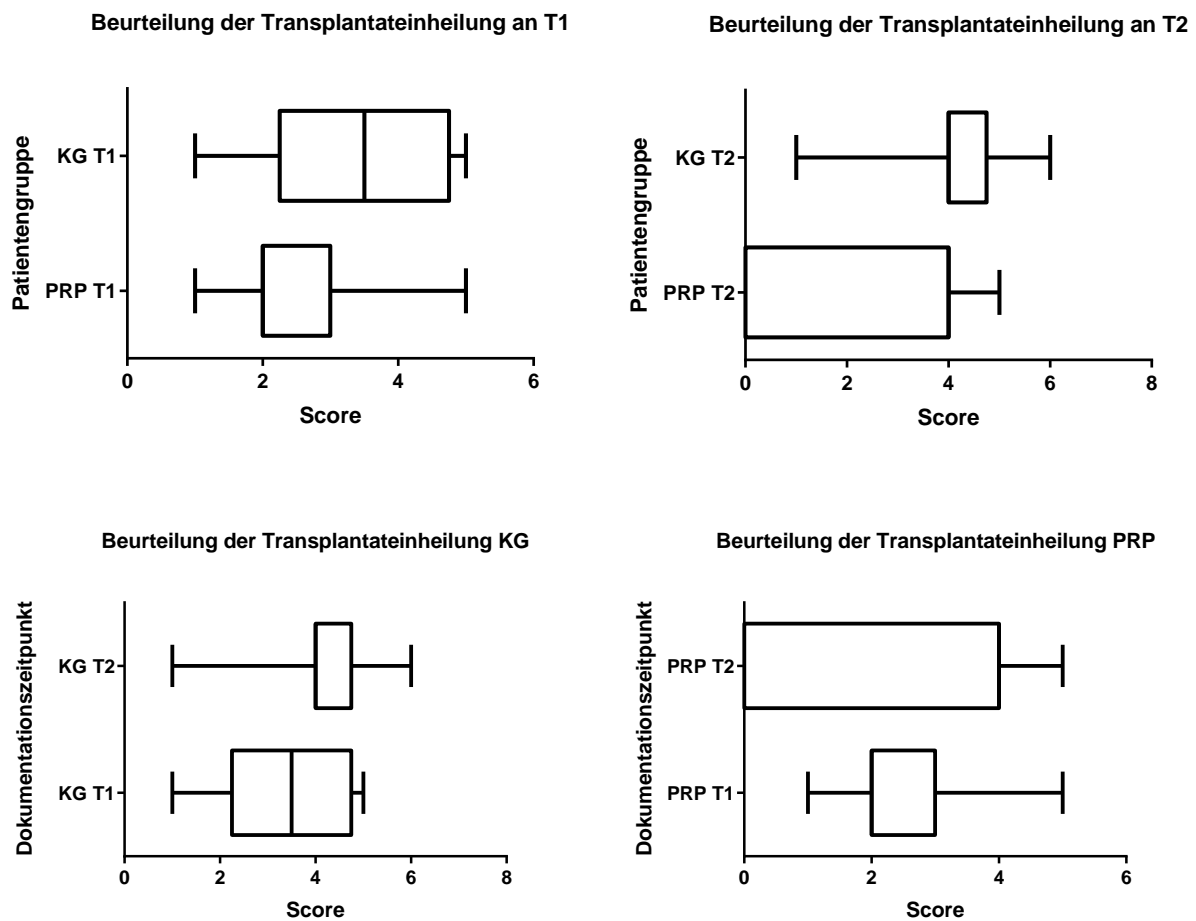 Beurteilung der Transplantateinheilung an T1
Patientengruppe
KG T1
PRP T1
0 2 4 6
Score
Beurteilung der Transplantateinheilung an T2
Patientengruppe
KG T2
PRP T2
0 2 4 6 8
Score
Beurteilung der Transplantateinheilung KG
Dokumentationszeitpunkt
KG T2
KG T1
0 2 4 6 8
Score
Beurteilung der Transplantateinheilung PRP
Dokumentationszeitpunkt
PRP T2
PRP T1
0 2 4 6
Score